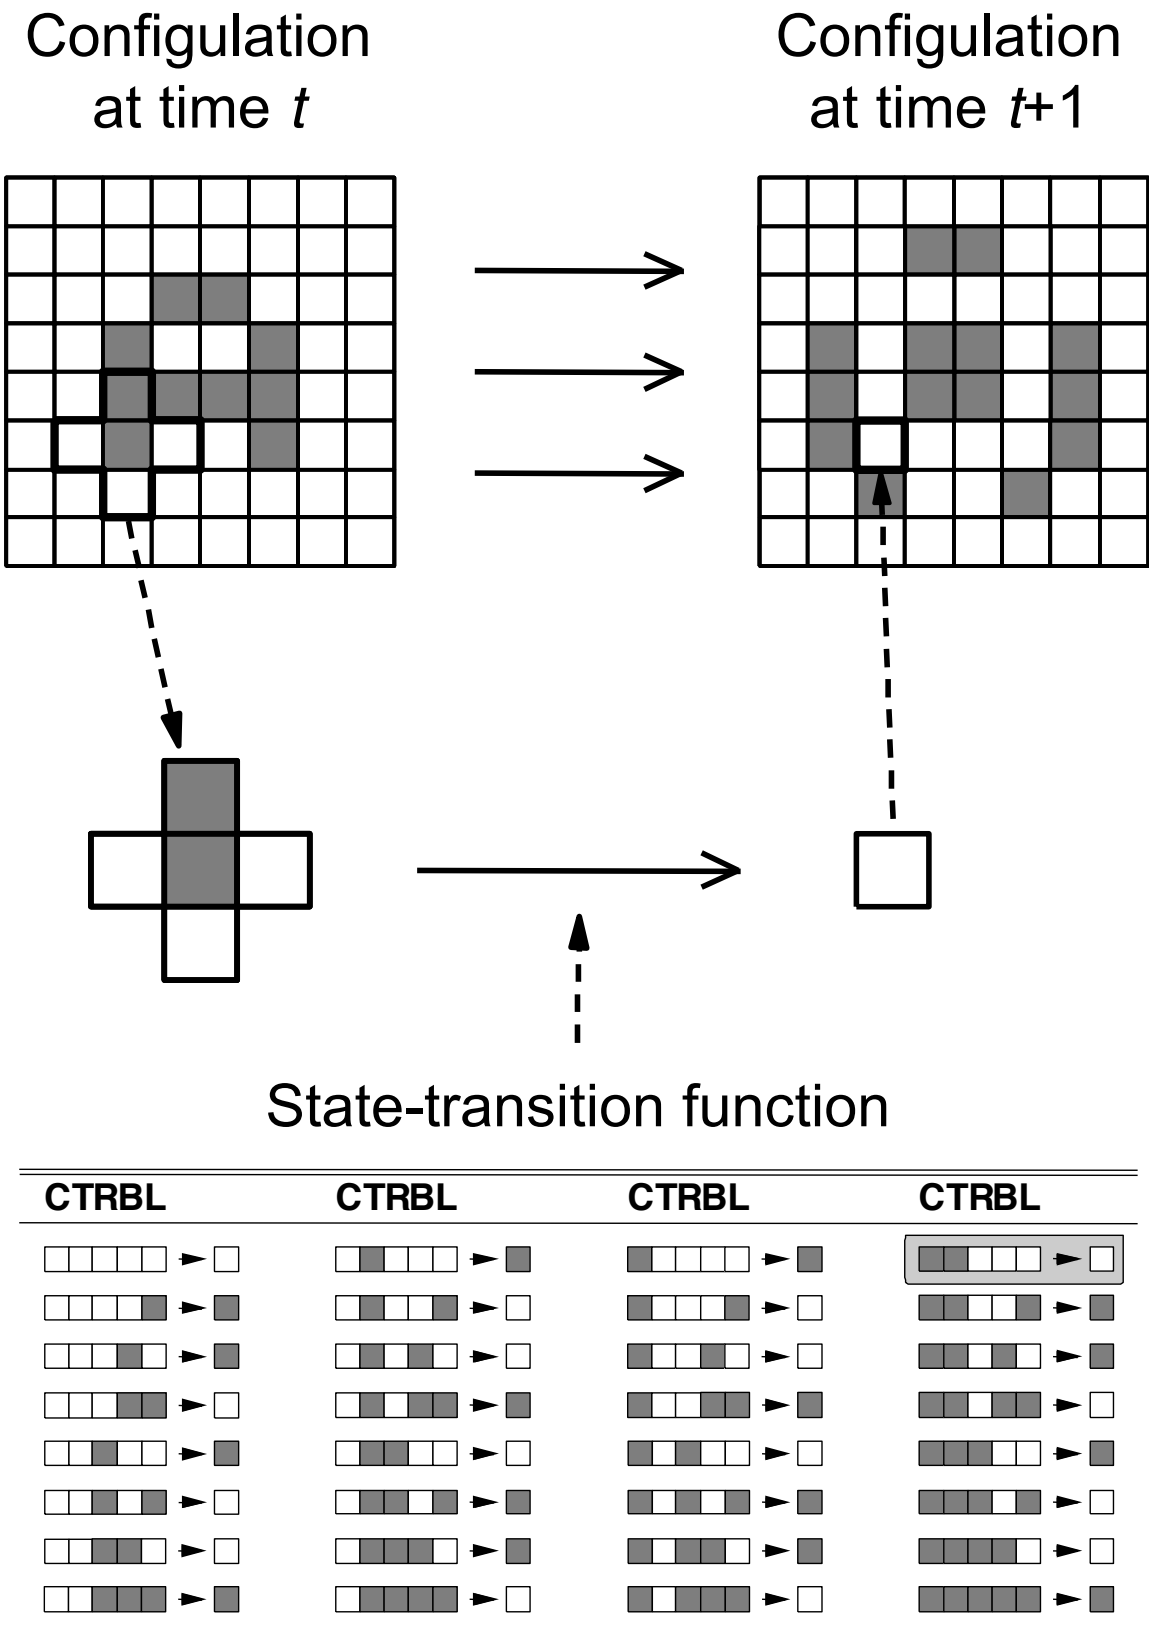 Configulation
at time t
Configulation
at time t+1
State-transition function
CTRBL CTRBL CTRBL CTRBL